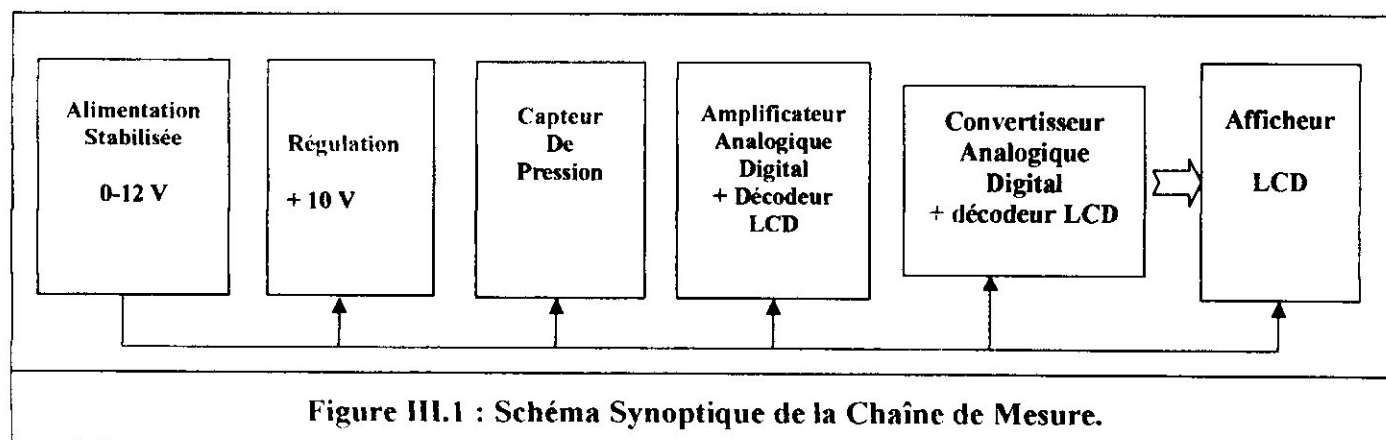 Alimentation
Stabilisée
0-12 V
Régulation
+ 10 V
Capteur
De
Pression
Amplificateur
Analogique
Digital
+ Décodeur
LCD
Convertisseur
Analogique
Digital
+ décodeur LCD
Afficheur
LCD
Figure III.1 : Schéma Synoptique de la Chaîne de Mesure.